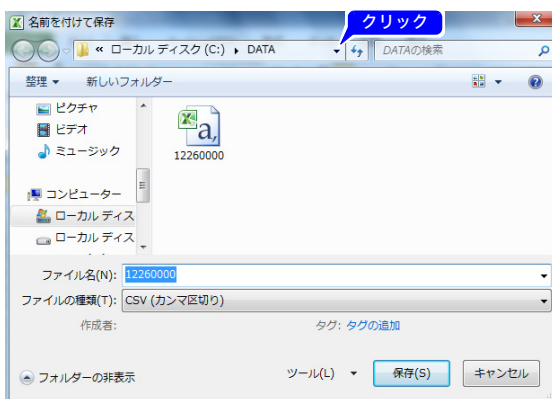 名前を付けて保存
クリック
« ローカル ディスク (C:) ▸ DATA
DATAの検索
整理 ▼ 新しいフォルダー
ピクチャ
ビデオ
ミュージック
コンピューター
ローカル ディス
ローカル ディス
a,
12260000
ファイル名(N): 12260000
ファイルの種類(T): CSV (カンマ区切り)
作成者: タグ: タグの追加
フォルダーの非表示 ツール(L) ▼ 保存(S) キャンセル